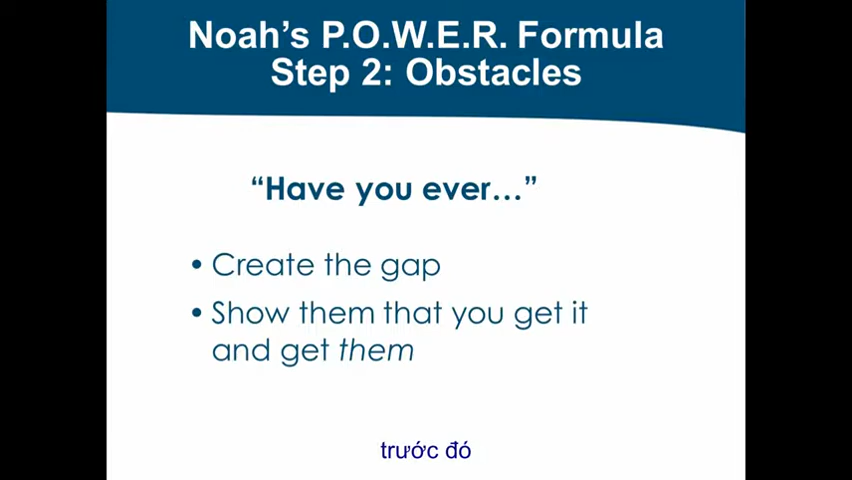 Noah’s P.O.W.E.R. Formula
Step 2: Obstacles
“Have you ever…”
• Create the gap
• Show them that you get it
and get them
trước đó